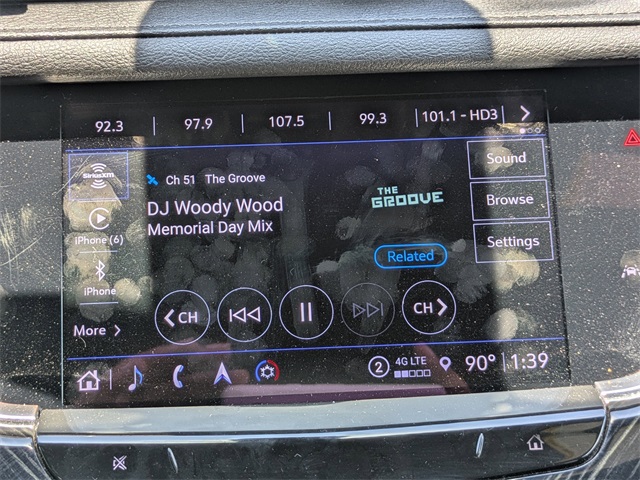 92.3 97.9 107.5 99.3 101.1 - HD3
SiriusXM
Ch 51 The Groove
Sound
DJ Woody Wood
Memorial Day Mix
THE GROOVE
Browse
iPhone (6)
Related
Settings
iPhone
CH
CH
More
2 4G LTE 90° 1:39